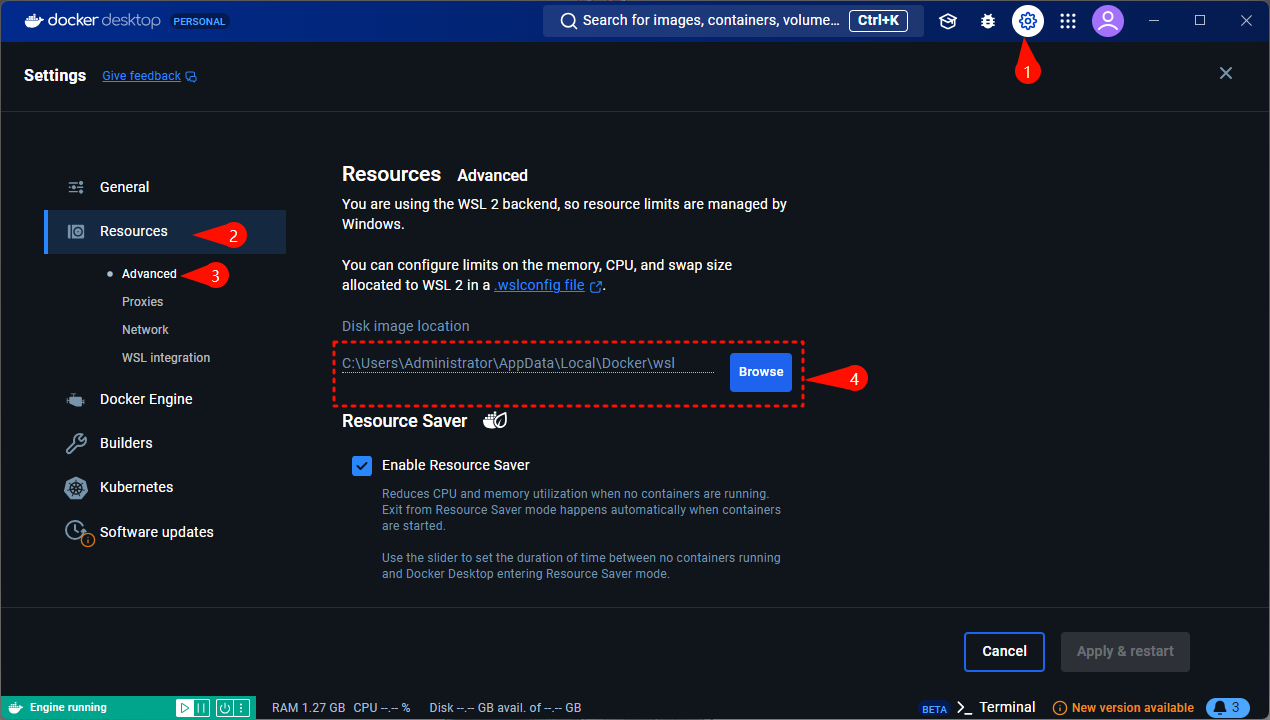 docker desktop PERSONAL
Search for images, containers, volume... Ctrl+K
1
Settings Give feedback
General
Resources
2
Advanced
3
Proxies
Network
WSL integration
Docker Engine
Builders
Kubernetes
Software updates
Resources Advanced
You are using the WSL 2 backend, so resource limits are managed by
Windows.
You can configure limits on the memory, CPU, and swap size
allocated to WSL 2 in a .wslconfig file.
Disk image location
C:\Users\Administrator\AppData\Local\Docker\wsl
Browse
4
Resource Saver
Enable Resource Saver
Reduces CPU and memory utilization when no containers are running.
Exit from Resource Saver mode happens automatically when containers
are started.
Use the slider to set the duration of time between no containers running
and Docker Desktop entering Resource Saver mode.
Cancel
Apply & restart
Engine running
RAM 1.27 GB CPU --.-- % Disk --.-- GB avail. of --.-- GB
BETA >_ Terminal
New version available
3